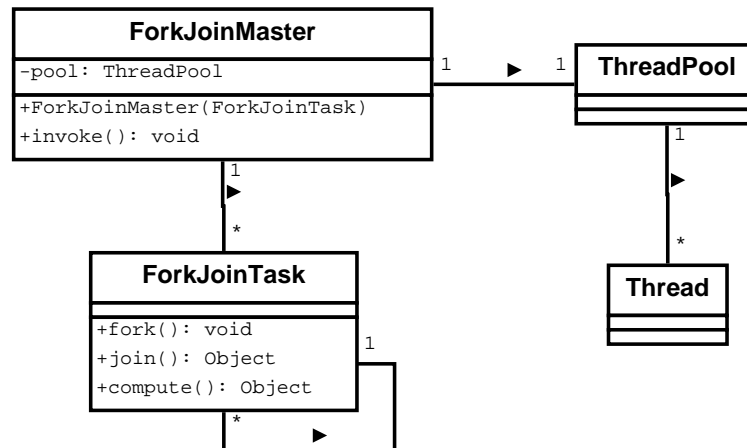 ForkJoinMaster
-pool: ThreadPool
+ForkJoinMaster(ForkJoinTask)
+invoke(): void
1
1
ThreadPool
1
*
1
*
Thread
ForkJoinTask
+fork(): void
+join(): Object
+compute(): Object
1
*